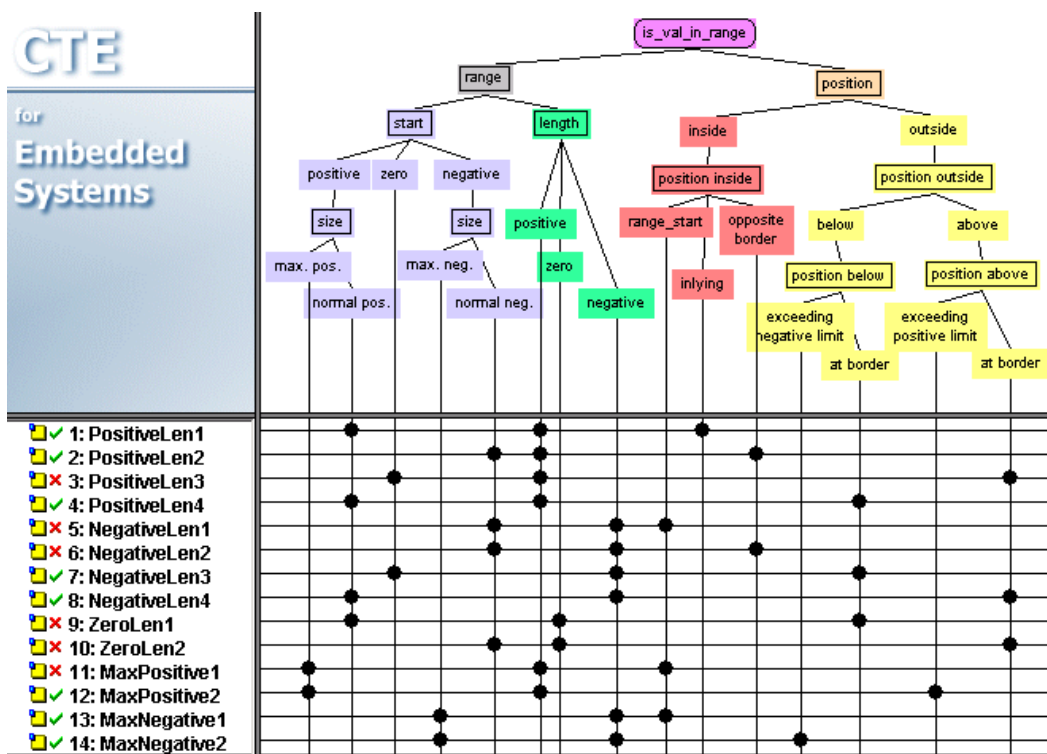 CTE
for
Embedded
Systems
is_val_in_range
range
position
start
length
inside
outside
positive
zero
negative
position inside
position outside
size
size
positive
range_start
opposite
border
below
above
max. pos.
max. neg.
zero
inlying
position below
position above
normal pos.
normal neg.
negative
exceeding
negative limit
exceeding
positive limit
at border
at border
1: PositiveLen1
2: PositiveLen2
3: PositiveLen3
4: PositiveLen4
5: NegativeLen1
6: NegativeLen2
7: NegativeLen3
8: NegativeLen4
9: ZeroLen1
10: ZeroLen2
11: MaxPositive1
12: MaxPositive2
13: MaxNegative1
14: MaxNegative2